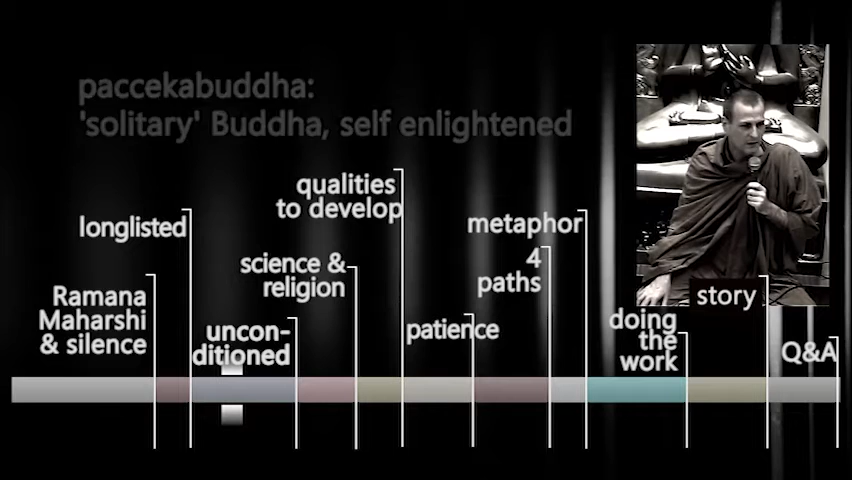 paccekabuddha:
'solitary' Buddha, self enlightened
qualities
to develop
longlisted
metaphor
science &
religion
4
paths
Ramana
Maharshi
& silence
uncon-
ditioned
patience
doing
the
work
story
Q&A